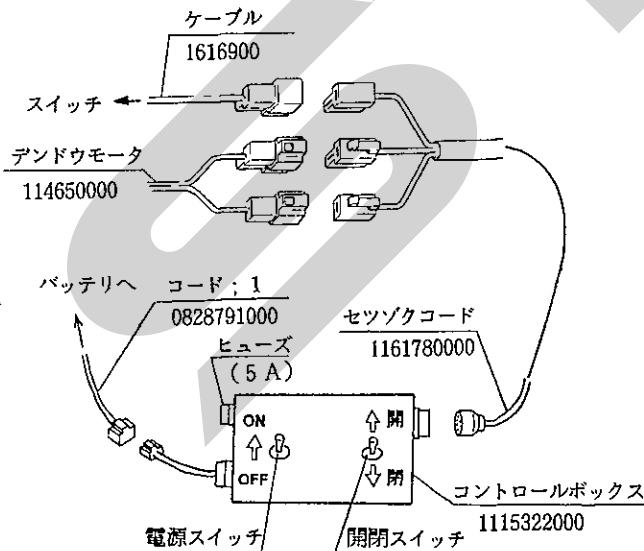 ケーブル
1616900
スイッチ
デンドウモータ
114650000
バッテリへ
コード；1
0828791000
ヒューズ
(5A)
セツゾクコード
1161780000
ON
OFF
開
閉
コントロールボックス
1115322000
電源スイッチ
開閉スイッチ